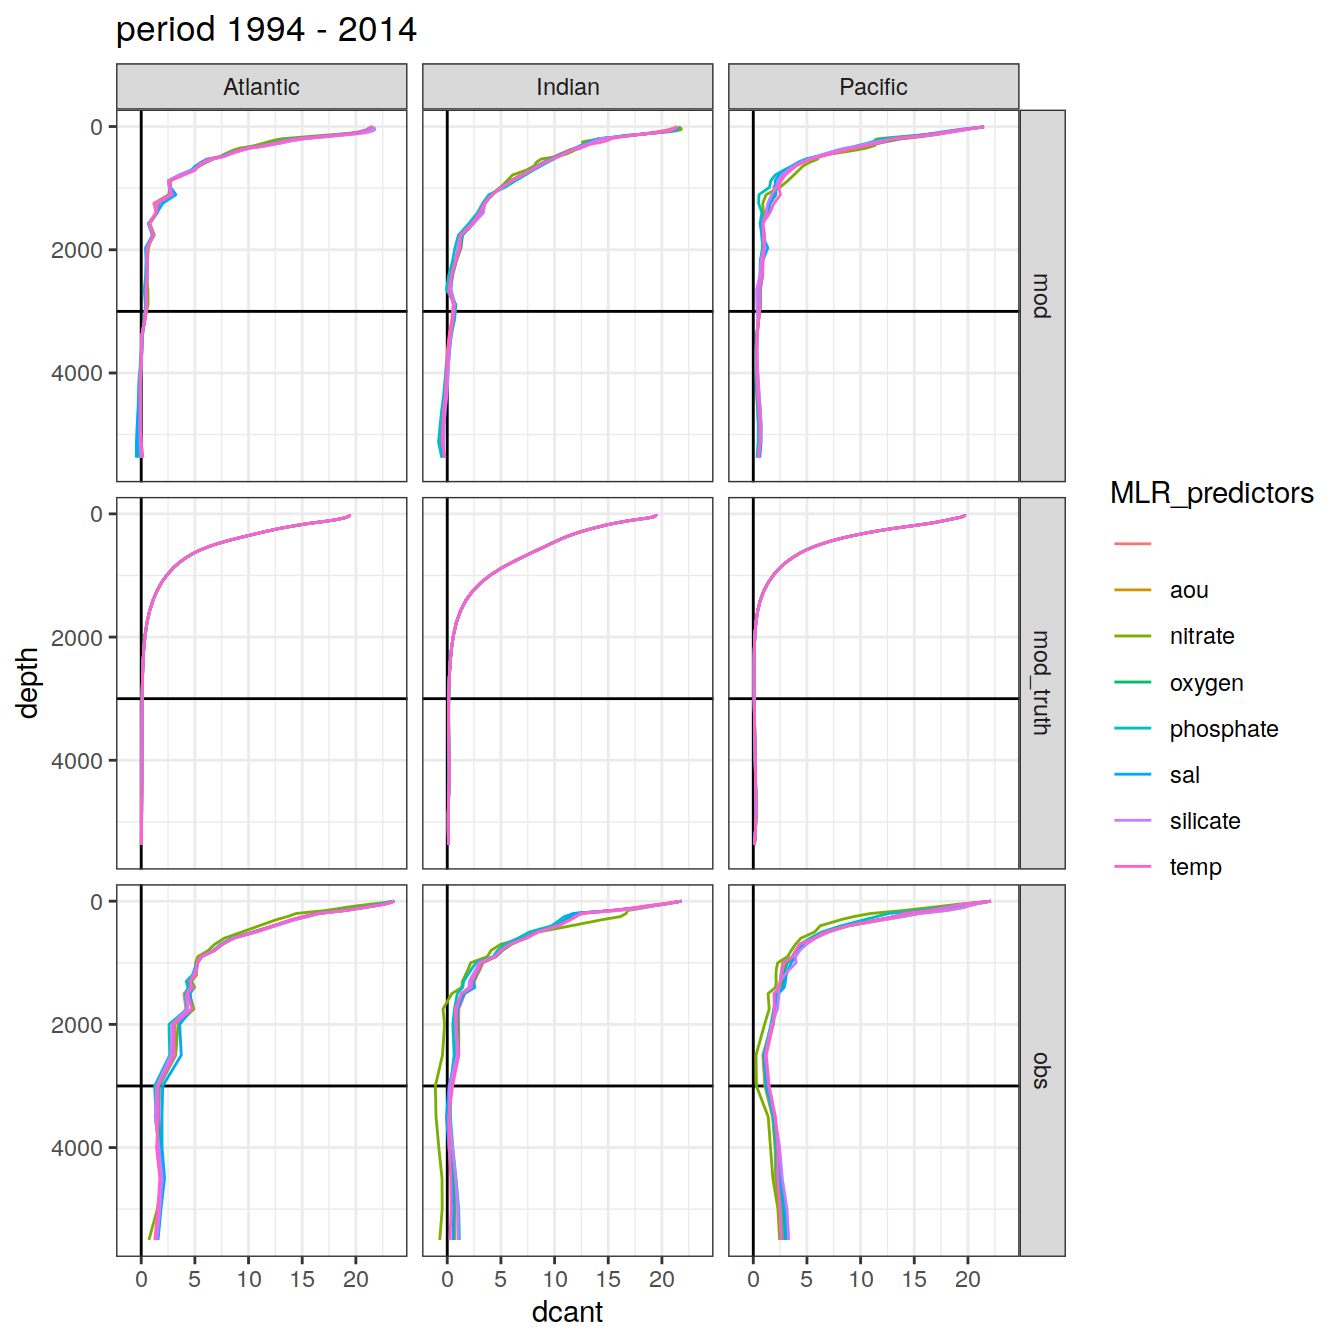 period 1994 - 2014
Atlantic
Indian
Pacific
0
2000
4000
mod
0
2000
4000
mod_truth
0
2000
4000
obs
0 5 10 15 20
0 5 10 15 20
0 5 10 15 20
depth
dcant
MLR_predictors
aou
nitrate
oxygen
phosphate
sal
silicate
temp